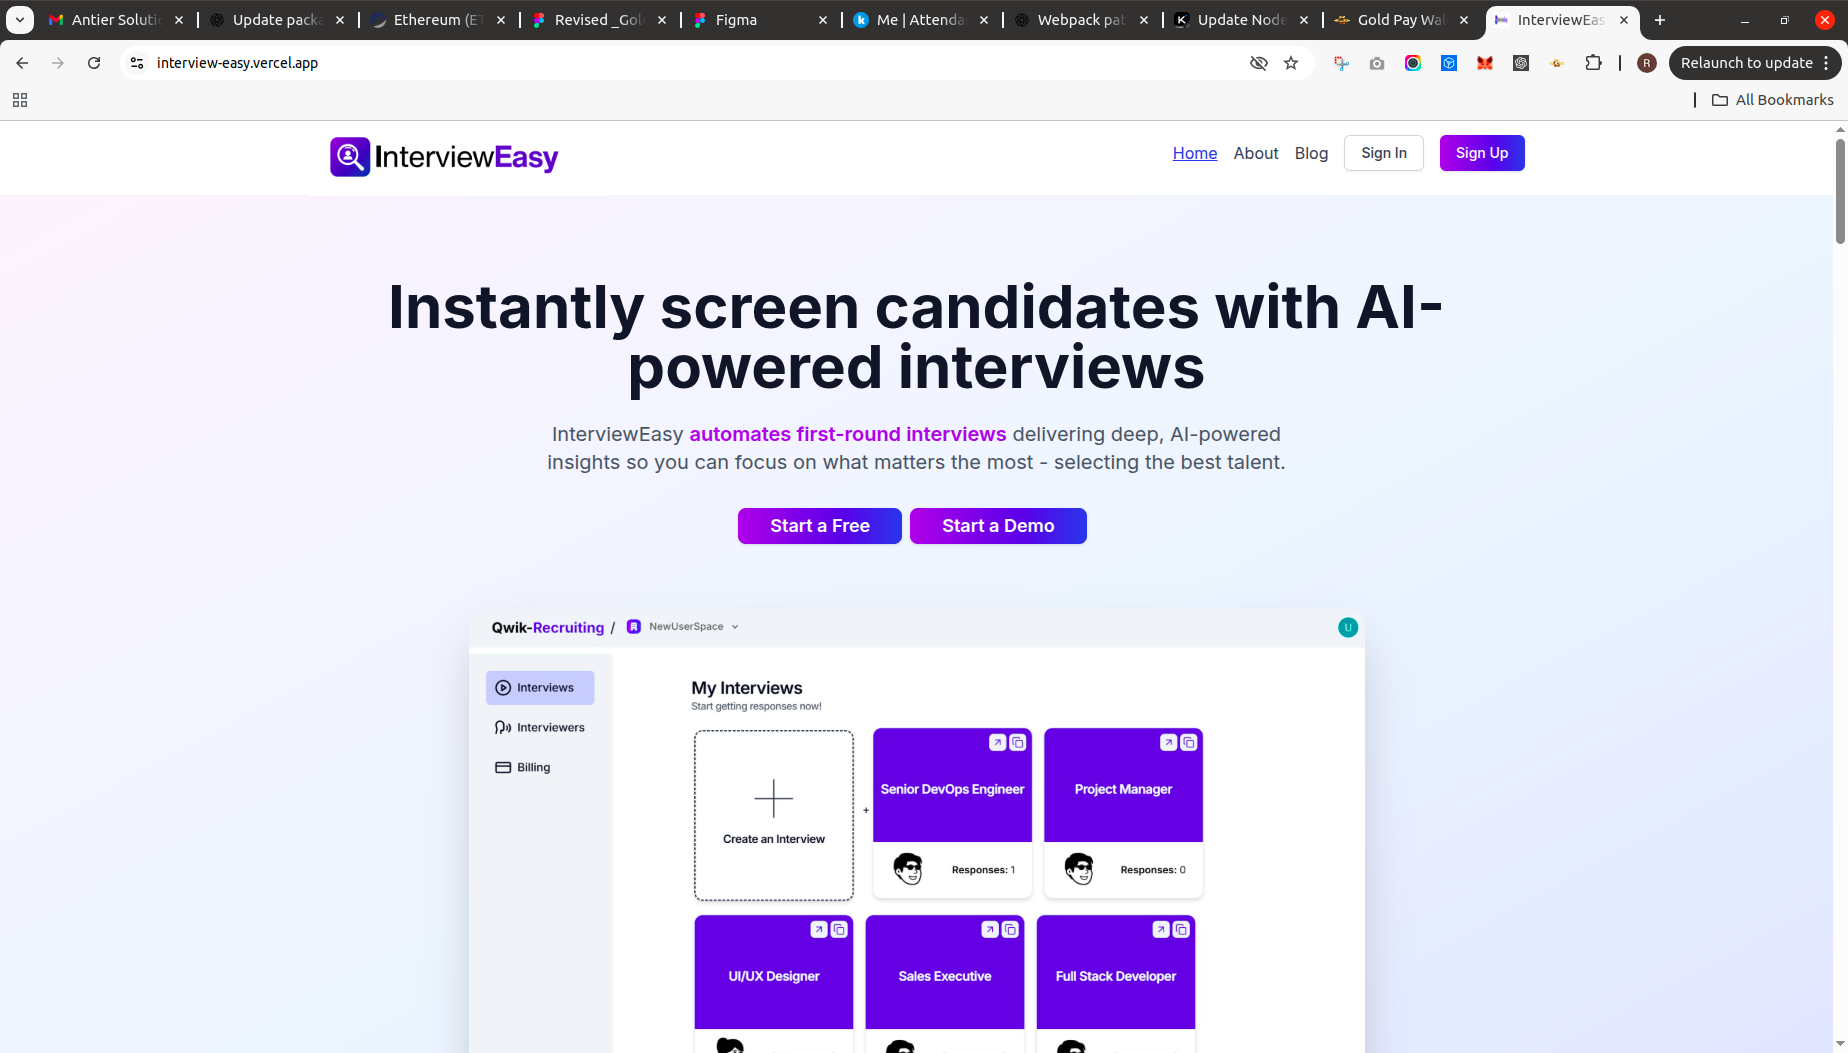 Antier Soluti
Update packa
Ethereum (ET
Revised _Gol
Figma
Me | Attenda
Webpack pat
Update Node
Gold Pay Wal
InterviewEas
interview-easy.vercel.app
R
Relaunch to update
All Bookmarks
InterviewEasy
Home
About
Blog
Sign In
Sign Up
Instantly screen candidates with AI-
powered interviews
InterviewEasy automates first-round interviews delivering deep, AI-powered
insights so you can focus on what matters the most - selecting the best talent.
Start a Free
Start a Demo
Qwik-Recruiting / NewUserSpace
U
Interviews
Interviewers
Billing
My Interviews
Start getting responses now!
Create an Interview
+
Senior DevOps Engineer
Responses: 1
Project Manager
Responses: 0
UI/UX Designer
Sales Executive
Full Stack Developer